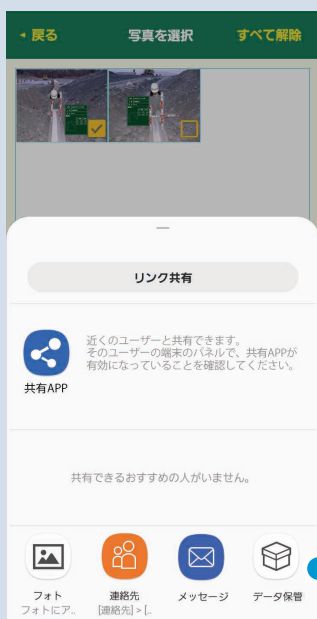 ◂ 戻る 写真を選択 すべて解除
リンク共有
近くのユーザーと共有できます。
そのユーザーの端末のパネルで、共有APPが
有効になっていることを確認してください。
共有APP
共有できるおすすめの人がいません。
フォト 連絡先 メッセージ データ保管
フォトにア.. [連絡先] > [..